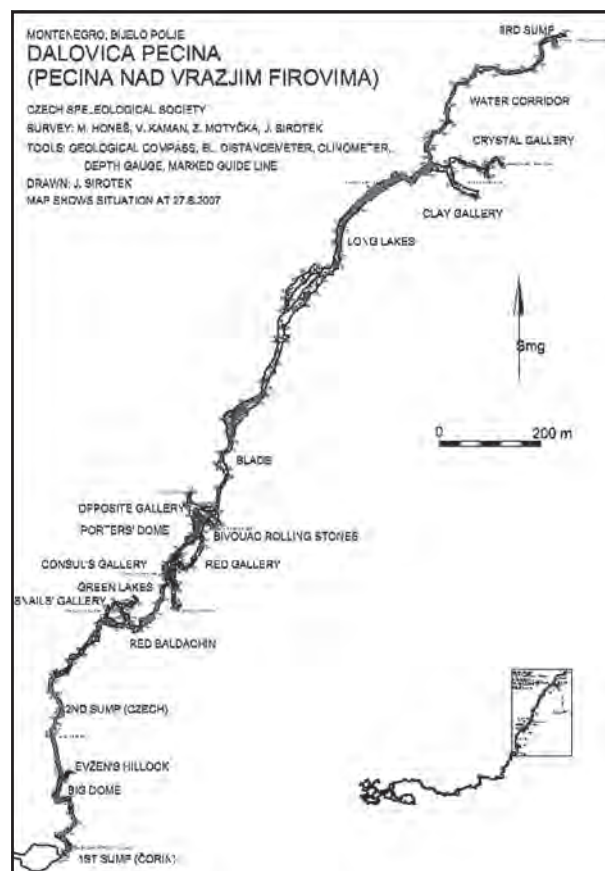 MONTENEGRO, BIJELO POLJE
DALOVICA PECINA
(PECINA NAD VRAZJIM FIROVIMA)
CZECH SPELEOLOGICAL SOCIETY
SURVEY: M. HONEŠ, V. KAMAN, Z. MOTYČKA, J. SIROTEK
TOOLS: GEOLOGICAL COMPASS, EL. DISTANCEMETER, CLINOMETER,
DEPTH GAUGE, MARKED GUIDE LINE
DRAWN: J. SIROTEK
MAP SHOWS SITUATION AT 27.8.2007
3RD SUMP
WATER CORRIDOR
CRYSTAL GALLERY
CLAY GALLERY
LONG LAKES
Smg
0 200 m
BLADE
OPPOSITE GALLERY
PORTERS' DOME
BIVOUAC ROLLING STONES
CONSUL'S GALLERY
RED GALLERY
GREEN LAKES
SNAILS' GALLERY
RED BALDACHIN
2ND SUMP (CZECH)
EVŽEN'S HILLOCK
BIG DOME
1ST SUMP (ČORIN)